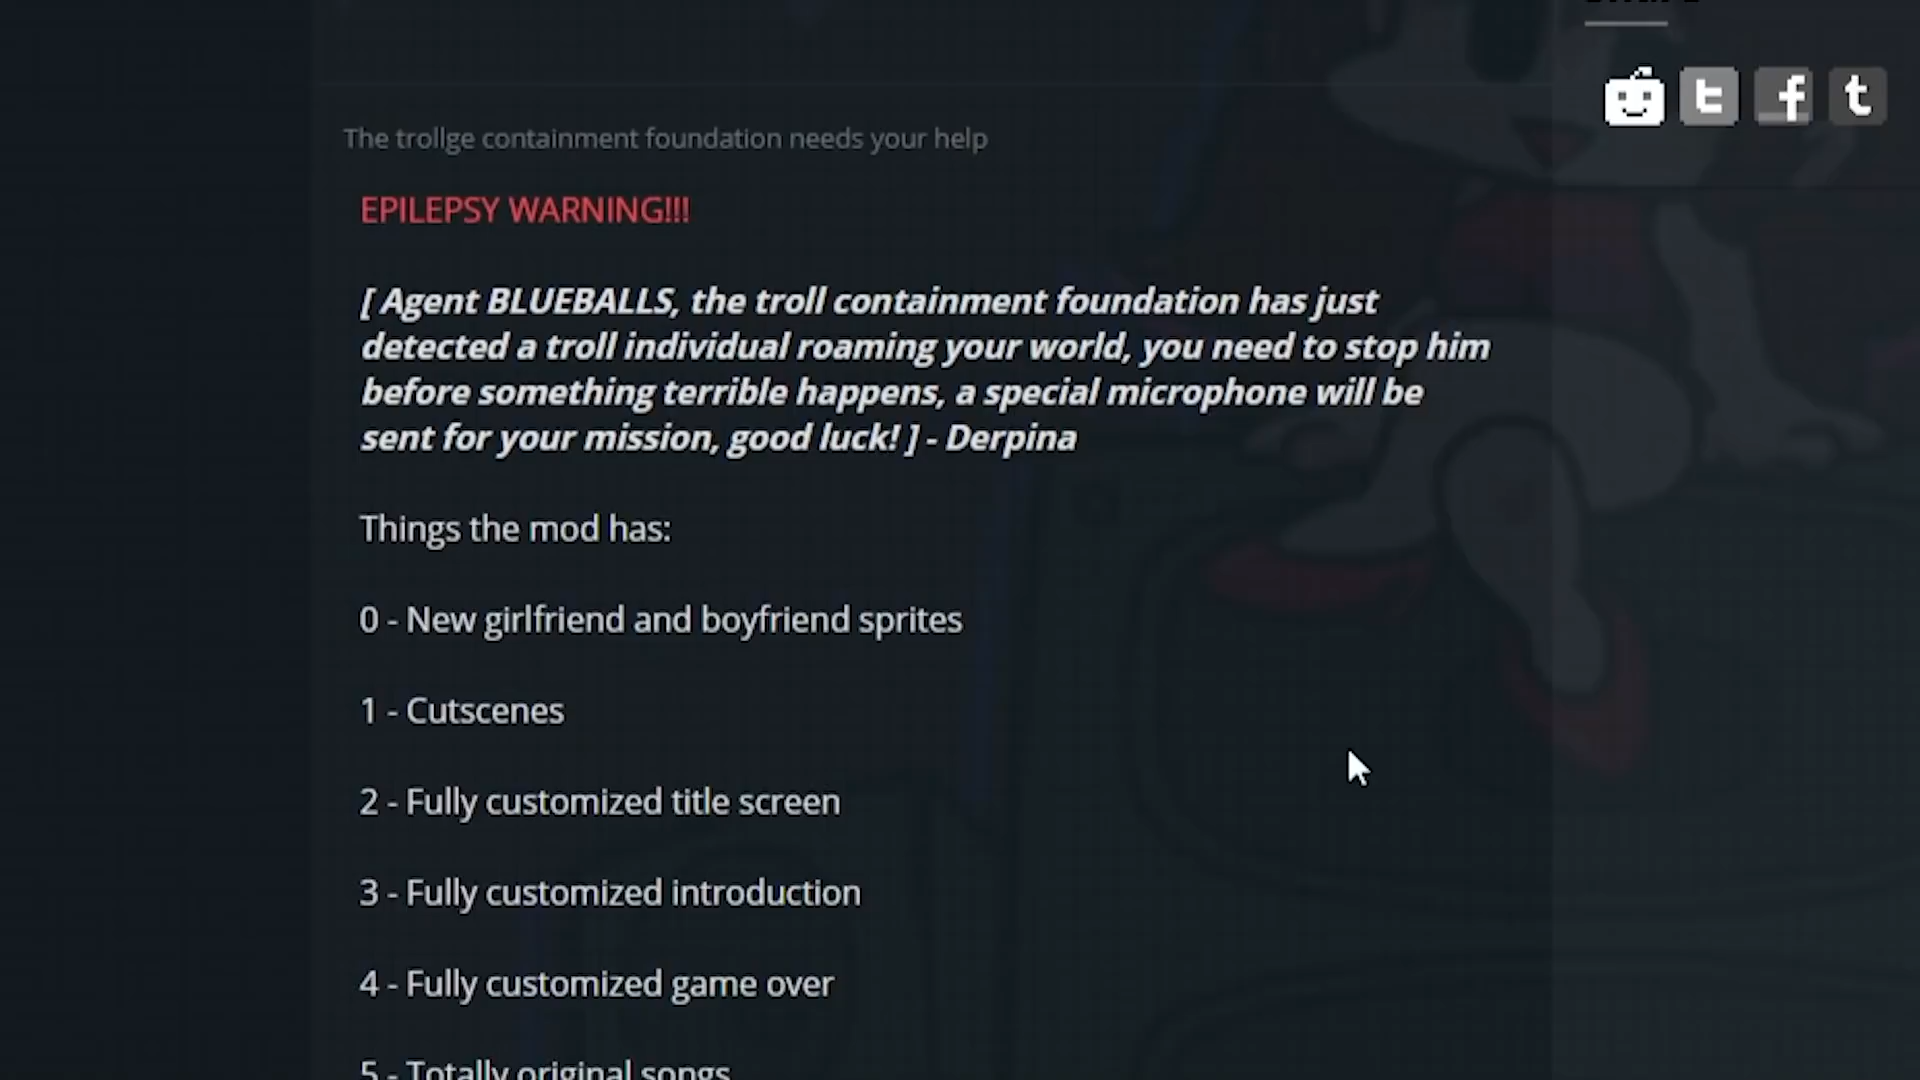 The trollge containment foundation needs your help
EPILEPSY WARNING!!!
[ Agent BLUEBALLS, the troll containment foundation has just
detected a troll individual roaming your world, you need to stop him
before something terrible happens, a special microphone will be
sent for your mission, good luck! ] - Derpina
Things the mod has:
0 - New girlfriend and boyfriend sprites
1 - Cutscenes
2 - Fully customized title screen
3 - Fully customized introduction
4 - Fully customized game over
5 - Totally original songs